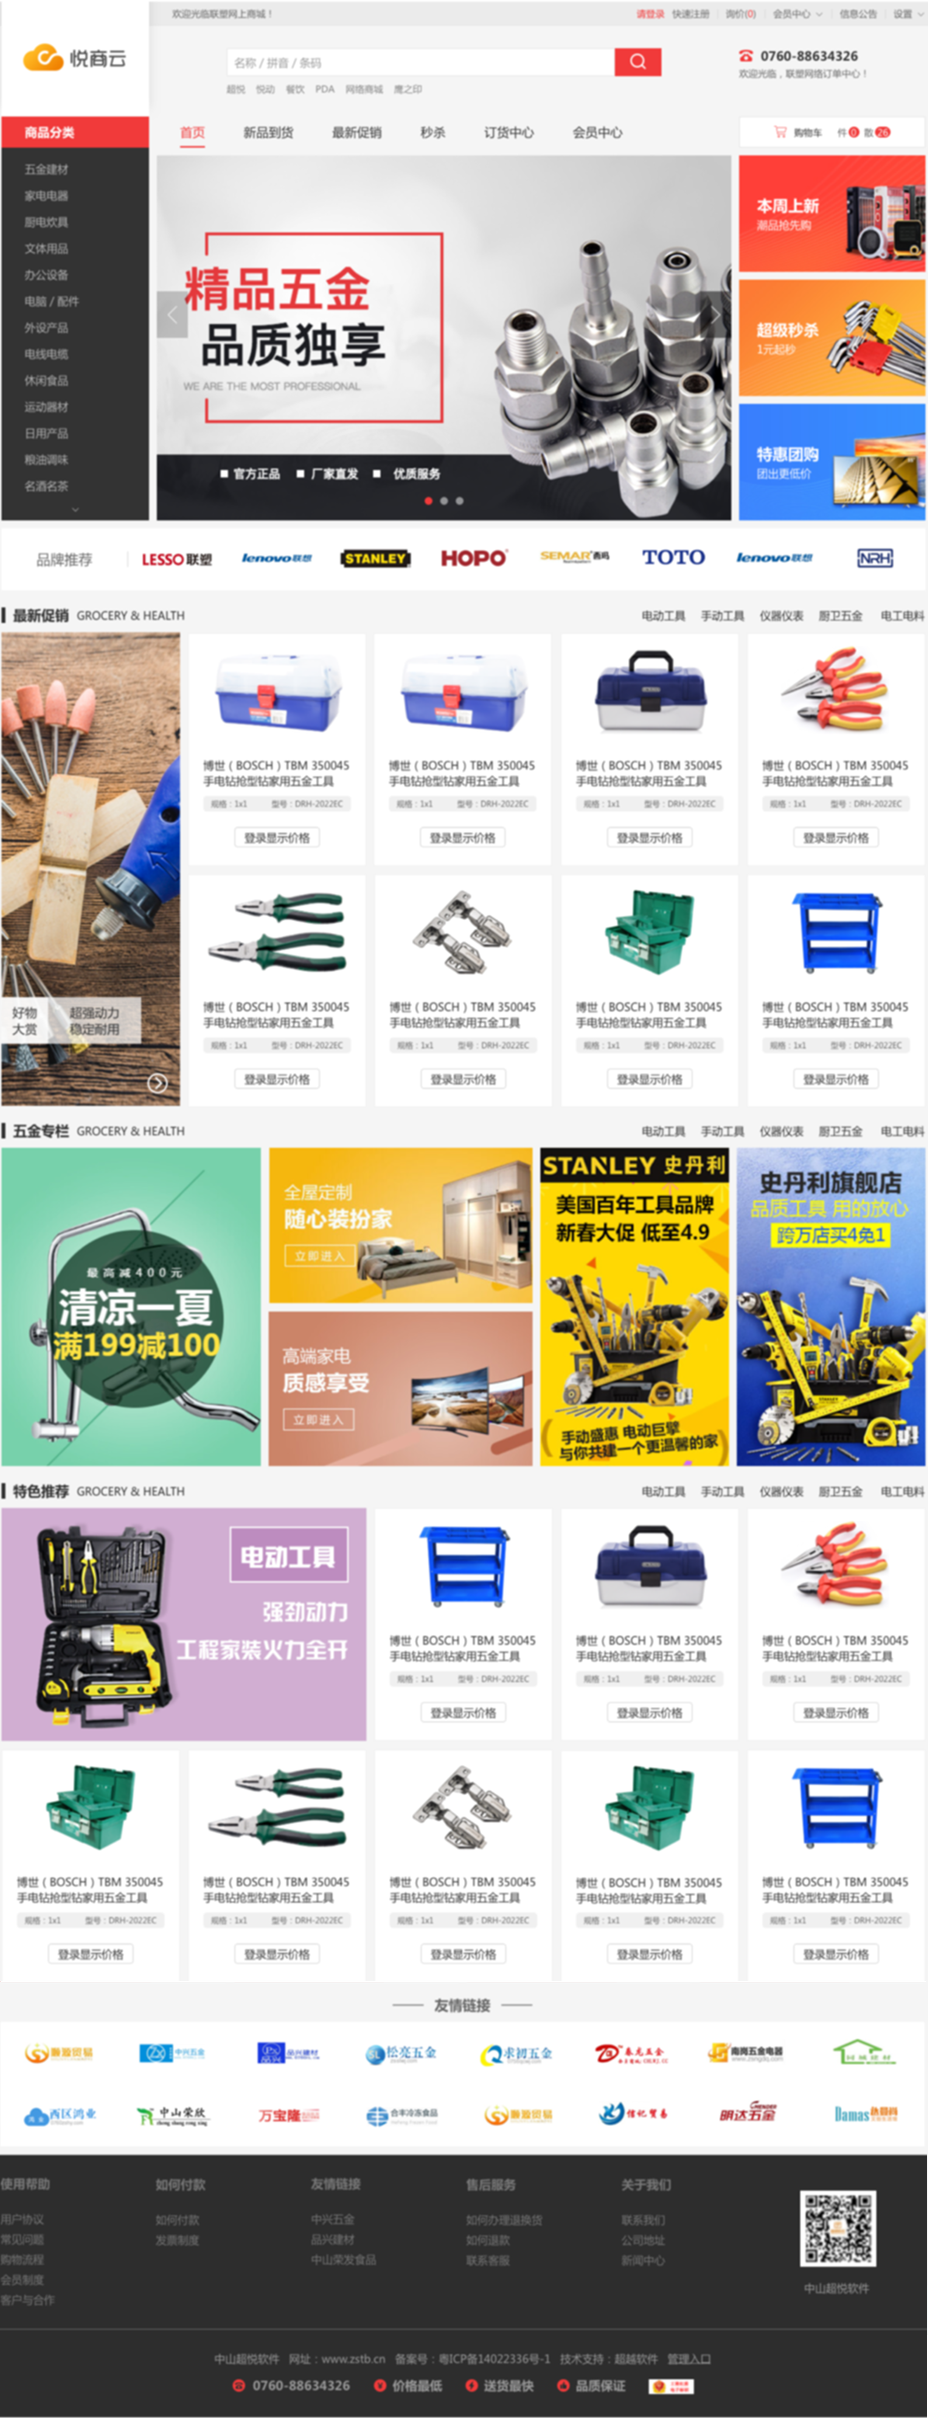 欢迎光临联塑网上商城！
请登录 快速注册 询价(0) 会员中心 信息公告 设置
悦商云
名称 / 拼音 / 条码
超悦 悦动 餐饮 PDA 网络商城 鹰之印
0760-88634326
欢迎光临，联塑网络订单中心！
商品分类
首页 新品到货 最新促销 秒杀 订货中心 会员中心
购物车 件 0 款 26
五金建材
家电电器
厨电炊具
文体用品
办公设备
电脑 / 配件
外设产品
电线电缆
休闲食品
运动器材
日用产品
粮油调味
名酒名茶
精品五金
品质独享
WE ARE THE MOST PROFESSIONAL
官方正品 厂家直发 优质服务
本周上新
潮品抢先购
超级秒杀
1元起秒
特惠团购
团出更低价
品牌推荐 LESSO 联塑 lenovo 联想 STANLEY HOPO SEMAR TOTO lenovo 联想 NRH
最新促销 GROCERY & HEALTH
电动工具 手动工具 仪器仪表 厨卫五金 电工电料
好物 超强动力
大赏 稳定耐用
博世（BOSCH）TBM 350045
手电钻抢型钻家用五金工具
规格：1x1 型号：DRH-2022EC
登录显示价格
博世（BOSCH）TBM 350045
手电钻抢型钻家用五金工具
规格：1x1 型号：DRH-2022EC
登录显示价格
博世（BOSCH）TBM 350045
手电钻抢型钻家用五金工具
规格：1x1 型号：DRH-2022EC
登录显示价格
博世（BOSCH）TBM 350045
手电钻抢型钻家用五金工具
规格：1x1 型号：DRH-2022EC
登录显示价格
博世（BOSCH）TBM 350045
手电钻抢型钻家用五金工具
规格：1x1 型号：DRH-2022EC
登录显示价格
博世（BOSCH）TBM 350045
手电钻抢型钻家用五金工具
规格：1x1 型号：DRH-2022EC
登录显示价格
博世（BOSCH）TBM 350045
手电钻抢型钻家用五金工具
规格：1x1 型号：DRH-2022EC
登录显示价格
博世（BOSCH）TBM 350045
手电钻抢型钻家用五金工具
规格：1x1 型号：DRH-2022EC
登录显示价格
五金专栏 GROCERY & HEALTH
电动工具 手动工具 仪器仪表 厨卫五金 电工电料
最高减400元
清凉一夏
满199减100
全屋定制
随心装扮家
立即进入
高端家电
质感享受
立即进入
STANLEY 史丹利
美国百年工具品牌
新春大促 低至4.9
手动盛惠 电动巨擎
与你共建一个更温馨的家
史丹利旗舰店
品质工具 用的放心
跨万店买4免1
特色推荐 GROCERY & HEALTH
电动工具 手动工具 仪器仪表 厨卫五金 电工电料
电动工具
强劲动力
工程家装火力全开
博世（BOSCH）TBM 350045
手电钻抢型钻家用五金工具
规格：1x1 型号：DRH-2022EC
登录显示价格
博世（BOSCH）TBM 350045
手电钻抢型钻家用五金工具
规格：1x1 型号：DRH-2022EC
登录显示价格
博世（BOSCH）TBM 350045
手电钻抢型钻家用五金工具
规格：1x1 型号：DRH-2022EC
登录显示价格
博世（BOSCH）TBM 350045
手电钻抢型钻家用五金工具
规格：1x1 型号：DRH-2022EC
登录显示价格
博世（BOSCH）TBM 350045
手电钻抢型钻家用五金工具
规格：1x1 型号：DRH-2022EC
登录显示价格
博世（BOSCH）TBM 350045
手电钻抢型钻家用五金工具
规格：1x1 型号：DRH-2022EC
登录显示价格
博世（BOSCH）TBM 350045
手电钻抢型钻家用五金工具
规格：1x1 型号：DRH-2022EC
登录显示价格
博世（BOSCH）TBM 350045
手电钻抢型钻家用五金工具
规格：1x1 型号：DRH-2022EC
登录显示价格
友情链接
顺源贸易 中兴五金 品兴建材 松亮五金 求初五金 泰龙五金 南岗五金电器
西区鸿业 中山荣欣 万宝隆 合丰冷冻食品 顺源贸易 信记贸易 明达五金 Damas
使用帮助 如何付款 友情链接 售后服务 关于我们
用户协议 如何付款 中兴五金 如何办理退换货 联系我们
常见问题 发票制度 品兴建材 如何退款 公司地址
购物流程 中山荣发食品 联系客服 新闻中心
会员制度
客户与合作
中山超悦软件
中山超悦软件 网址：www.zstb.cn 备案号：粤ICP备14022336号-1 技术支持：超越软件 管理入口
0760-88634326 价格最低 送货最快 品质保证